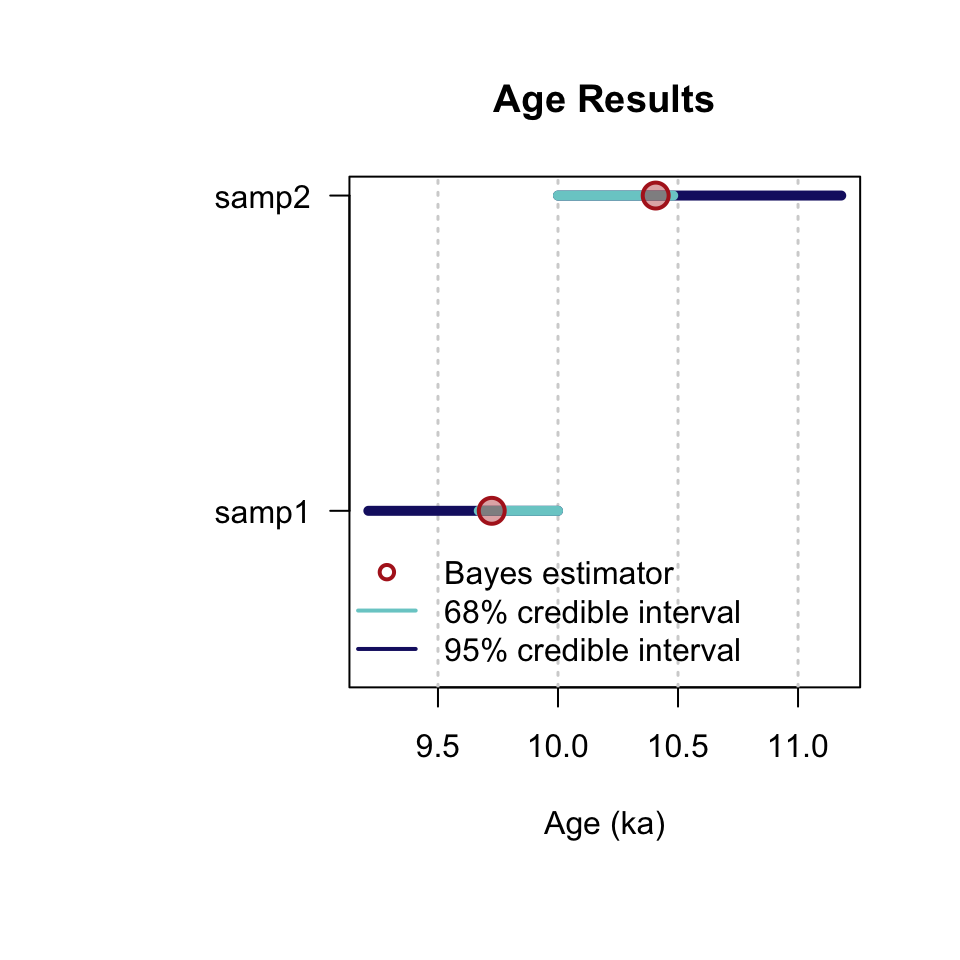 Age Results
samp2
samp1
Bayes estimator
68% credible interval
95% credible interval
9.5 10.0 10.5 11.0
Age (ka)